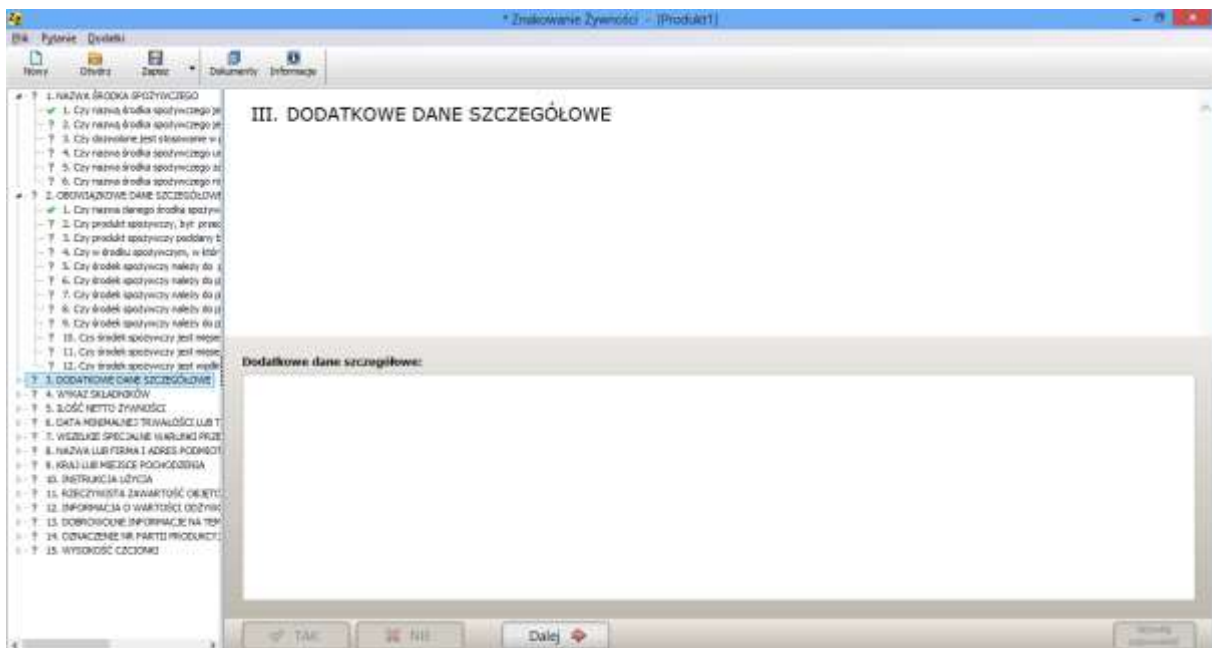 * Znakowanie Żywności - [Produkt1]
Plik Pytanie Dodatki
Nowy Otwórz Zapisz Dokumenty Informacje
? 1. NAZWA ŚRODKA SPOŻYWCZEGO
1. Czy nazwą środka spożywczego je
? 2. Czy nazwą środka spożywczego je
? 3. Czy dozwolone jest stosowanie w
? 4. Czy nazwa środka spożywczego
? 5. Czy nazwa środka spożywczego
? 6. Czy nazwa środka spożywczego
? 2. OBOWIĄZKOWE DANE SZCZEGÓŁOWE
1. Czy nazwa danego środka spożyw
? 2. Czy produkt spożywczy, był
? 3. Czy produkt spożywczy poddany
? 4. Czy w środku spożywczym, w
? 5. Czy środek spożywczy należy do
? 6. Czy środek spożywczy należy do
? 7. Czy środek spożywczy należy do
? 8. Czy środek spożywczy należy do
? 9. Czy środek spożywczy należy do
? 10. Czy środek spożywczy jest
? 11. Czy środek spożywczy jest
? 12. Czy środek spożywczy jest
? 3. DODATKOWE DANE SZCZEGÓŁOWE
? 4. WYKAZ SKŁADNIKÓW
? 5. ILOŚĆ NETTO ŻYWNOŚCI
? 6. DATA MINIMALNEJ TRWAŁOŚCI LUB T
? 7. WSZELKIE SPECJALNE WARUNKI PRZE
? 8. NAZWA LUB FIRMA I ADRES PODMIOT
? 9. KRAJ LUB MIEJSCE POCHODZENIA
? 10. INSTRUKCJA UŻYCIA
? 11. RZECZYWISTA ZAWARTOŚĆ OBJĘTO
? 12. INFORMACJA O WARTOŚCI
? 13. DOBROWOLNE INFORMACJE NA TEM
? 14. OZNACZENIE NR PARTII PRODUKCY
? 15. WYSOKOŚĆ CZCIONKI
III. DODATKOWE DANE SZCZEGÓŁOWE
Dodatkowe dane szczegółowe:
TAK NIE Dalej